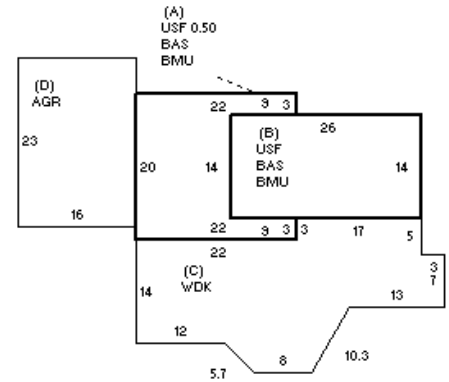 (A)
USF 0.50
BAS
BMU
(D)
AGR
22 9 3
26
23
20
14
(B)
USF
BAS
BMU
14
16
22 9 3 3 17 5
22
(C)
WDK
3
7
14
13
12
8
10.3
5.7